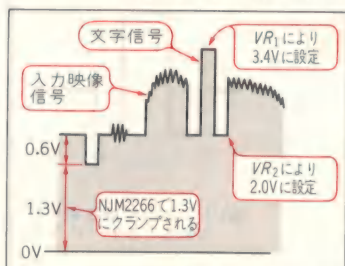 文字信号
VR₁により
3.4Vに設定
入力映像
信号
0.6V
VR₂により
2.0Vに設定
1.3V
NJM2266で1.3V
にクランプされる
0V